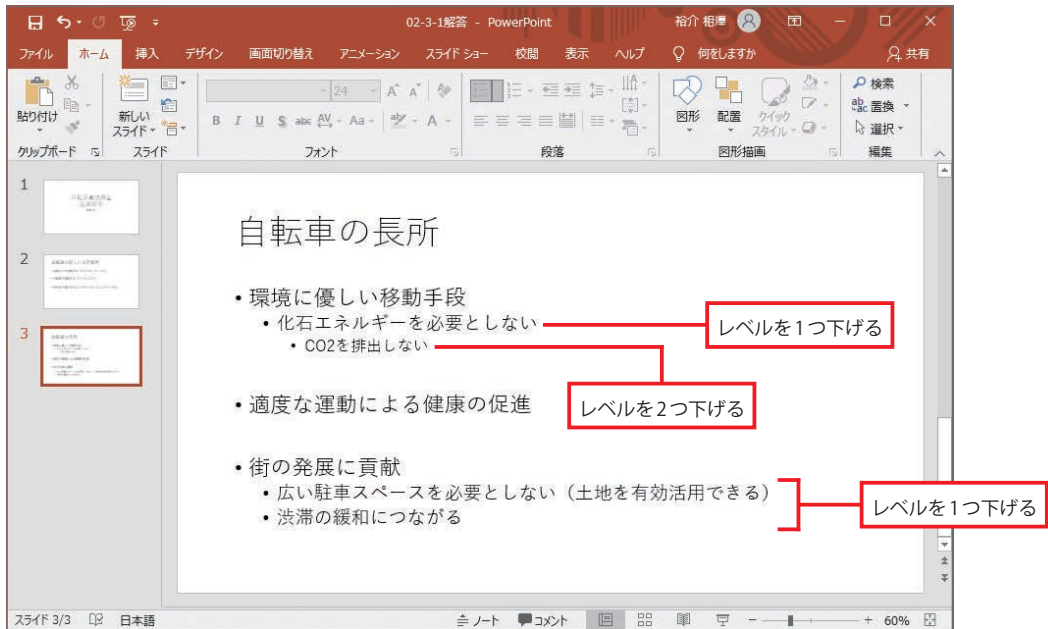 02-3-1解答 - PowerPoint
裕介 相澤
ファイル ホーム 挿入 デザイン 画面切り替え アニメーション スライド ショー 校閲 表示 ヘルプ 何をしますか 共有
貼り付け
新しい
スライド
24
B I U S abc AV Aa A
図形 配置 クイック
スタイル
検索
置換
選択
クリップボード スライド フォント 段落 図形描画 編集
1
2
3
自転車の長所
• 環境に優しい移動手段
• 化石エネルギーを必要としない
レベルを1つ下げる
• CO2を排出しない
レベルを2つ下げる
• 適度な運動による健康の促進
• 街の発展に貢献
• 広い駐車スペースを必要としない（土地を有効活用できる）
• 渋滞の緩和につながる
レベルを1つ下げる
スライド 3/3 日本語 ノート コメント 60%